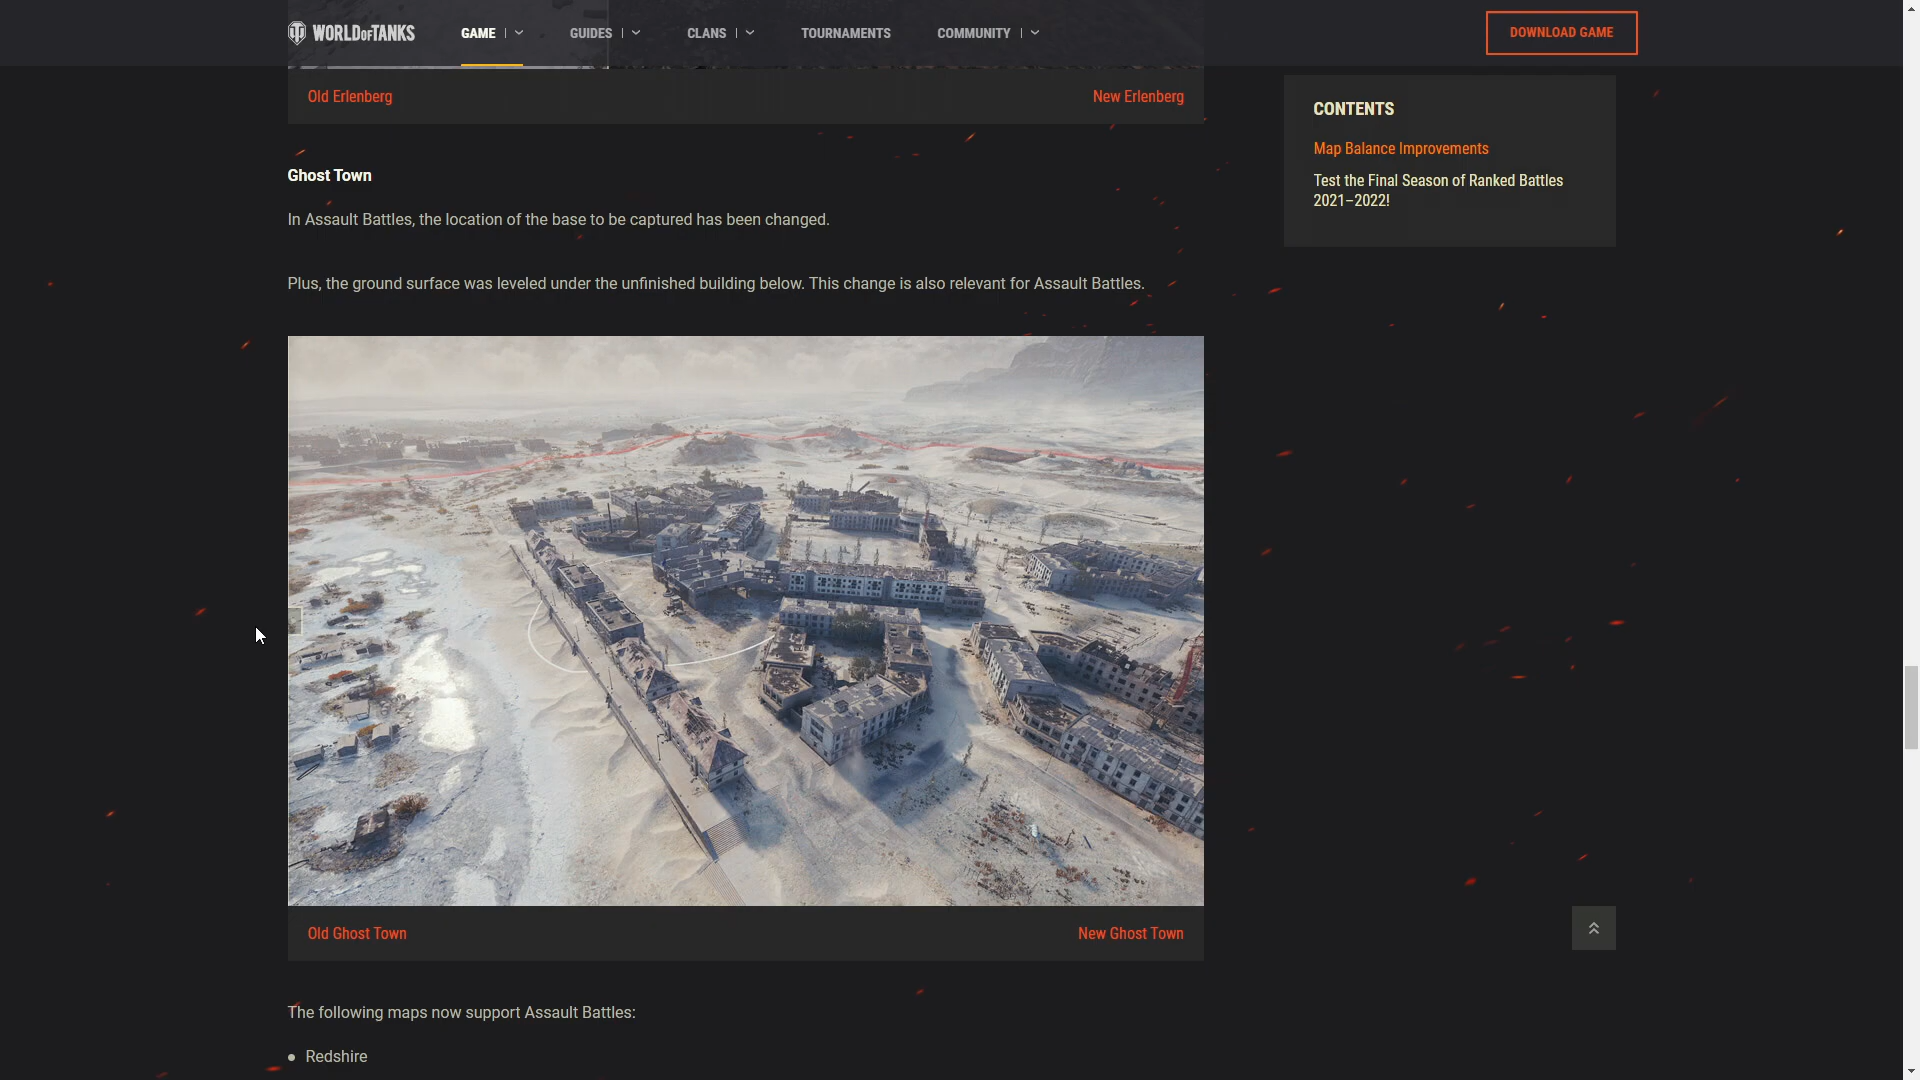 WORLD OF TANKS
GAME
GUIDES
CLANS
TOURNAMENTS
COMMUNITY
DOWNLOAD GAME
Old Erlenberg
New Erlenberg
CONTENTS
Map Balance Improvements
Test the Final Season of Ranked Battles
2021–2022!
Ghost Town
In Assault Battles, the location of the base to be captured has been changed.
Plus, the ground surface was leveled under the unfinished building below. This change is also relevant for Assault Battles.
Old Ghost Town
New Ghost Town
The following maps now support Assault Battles:
● Redshire